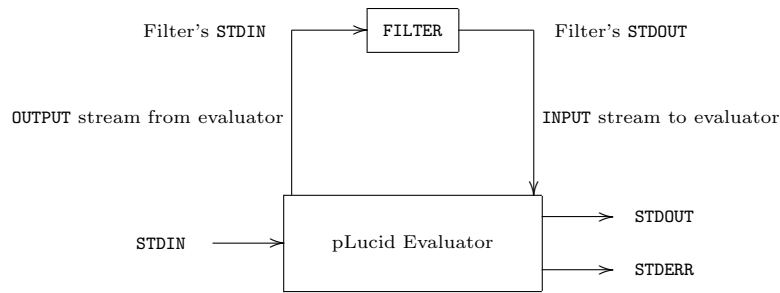 Filter's STDIN
FILTER
Filter's STDOUT
OUTPUT stream from evaluator
INPUT stream to evaluator
STDOUT
STDIN
pLucid Evaluator
STDERR